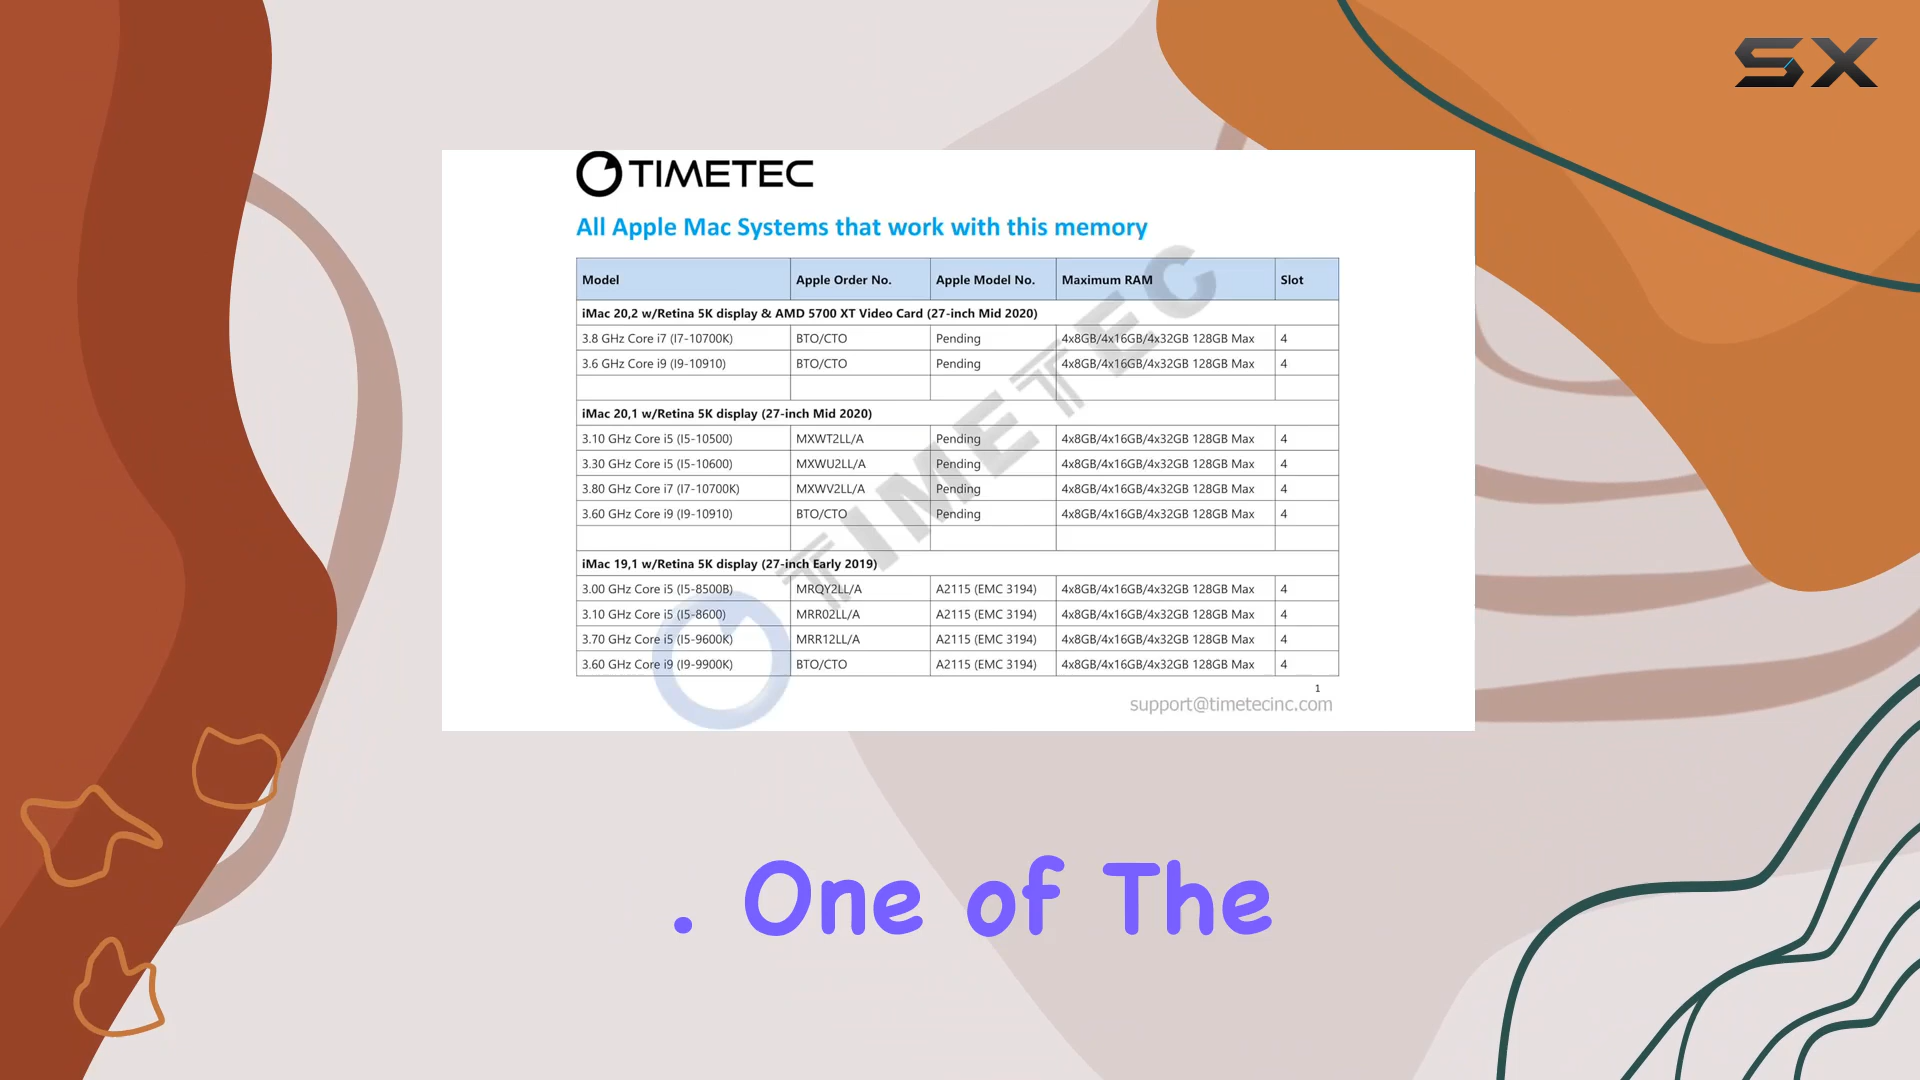 SX
TIMETEC
All Apple Mac Systems that work with this memory
Model Apple Order No. Apple Model No. Maximum RAM Slot
iMac 20,2 w/Retina 5K display & AMD 5700 XT Video Card (27-inch Mid 2020)
3.8 GHz Core i7 (I7-10700K) BTO/CTO Pending 4x8GB/4x16GB/4x32GB 128GB Max 4
3.6 GHz Core i9 (I9-10910) BTO/CTO Pending 4x8GB/4x16GB/4x32GB 128GB Max 4
iMac 20,1 w/Retina 5K display (27-inch Mid 2020)
3.10 GHz Core i5 (I5-10500) MXWT2LL/A Pending 4x8GB/4x16GB/4x32GB 128GB Max 4
3.30 GHz Core i5 (I5-10600) MXWU2LL/A Pending 4x8GB/4x16GB/4x32GB 128GB Max 4
3.80 GHz Core i7 (I7-10700K) MXWV2LL/A Pending 4x8GB/4x16GB/4x32GB 128GB Max 4
3.60 GHz Core i9 (I9-10910) BTO/CTO Pending 4x8GB/4x16GB/4x32GB 128GB Max 4
iMac 19,1 w/Retina 5K display (27-inch Early 2019)
3.00 GHz Core i5 (I5-8500B) MRQY2LL/A A2115 (EMC 3194) 4x8GB/4x16GB/4x32GB 128GB Max 4
3.10 GHz Core i5 (I5-8600) MRR02LL/A A2115 (EMC 3194) 4x8GB/4x16GB/4x32GB 128GB Max 4
3.70 GHz Core i5 (I5-9600K) MRR12LL/A A2115 (EMC 3194) 4x8GB/4x16GB/4x32GB 128GB Max 4
3.60 GHz Core i9 (I9-9900K) BTO/CTO A2115 (EMC 3194) 4x8GB/4x16GB/4x32GB 128GB Max 4
TIMETEC
1
support@timetecinc.com
. One of The